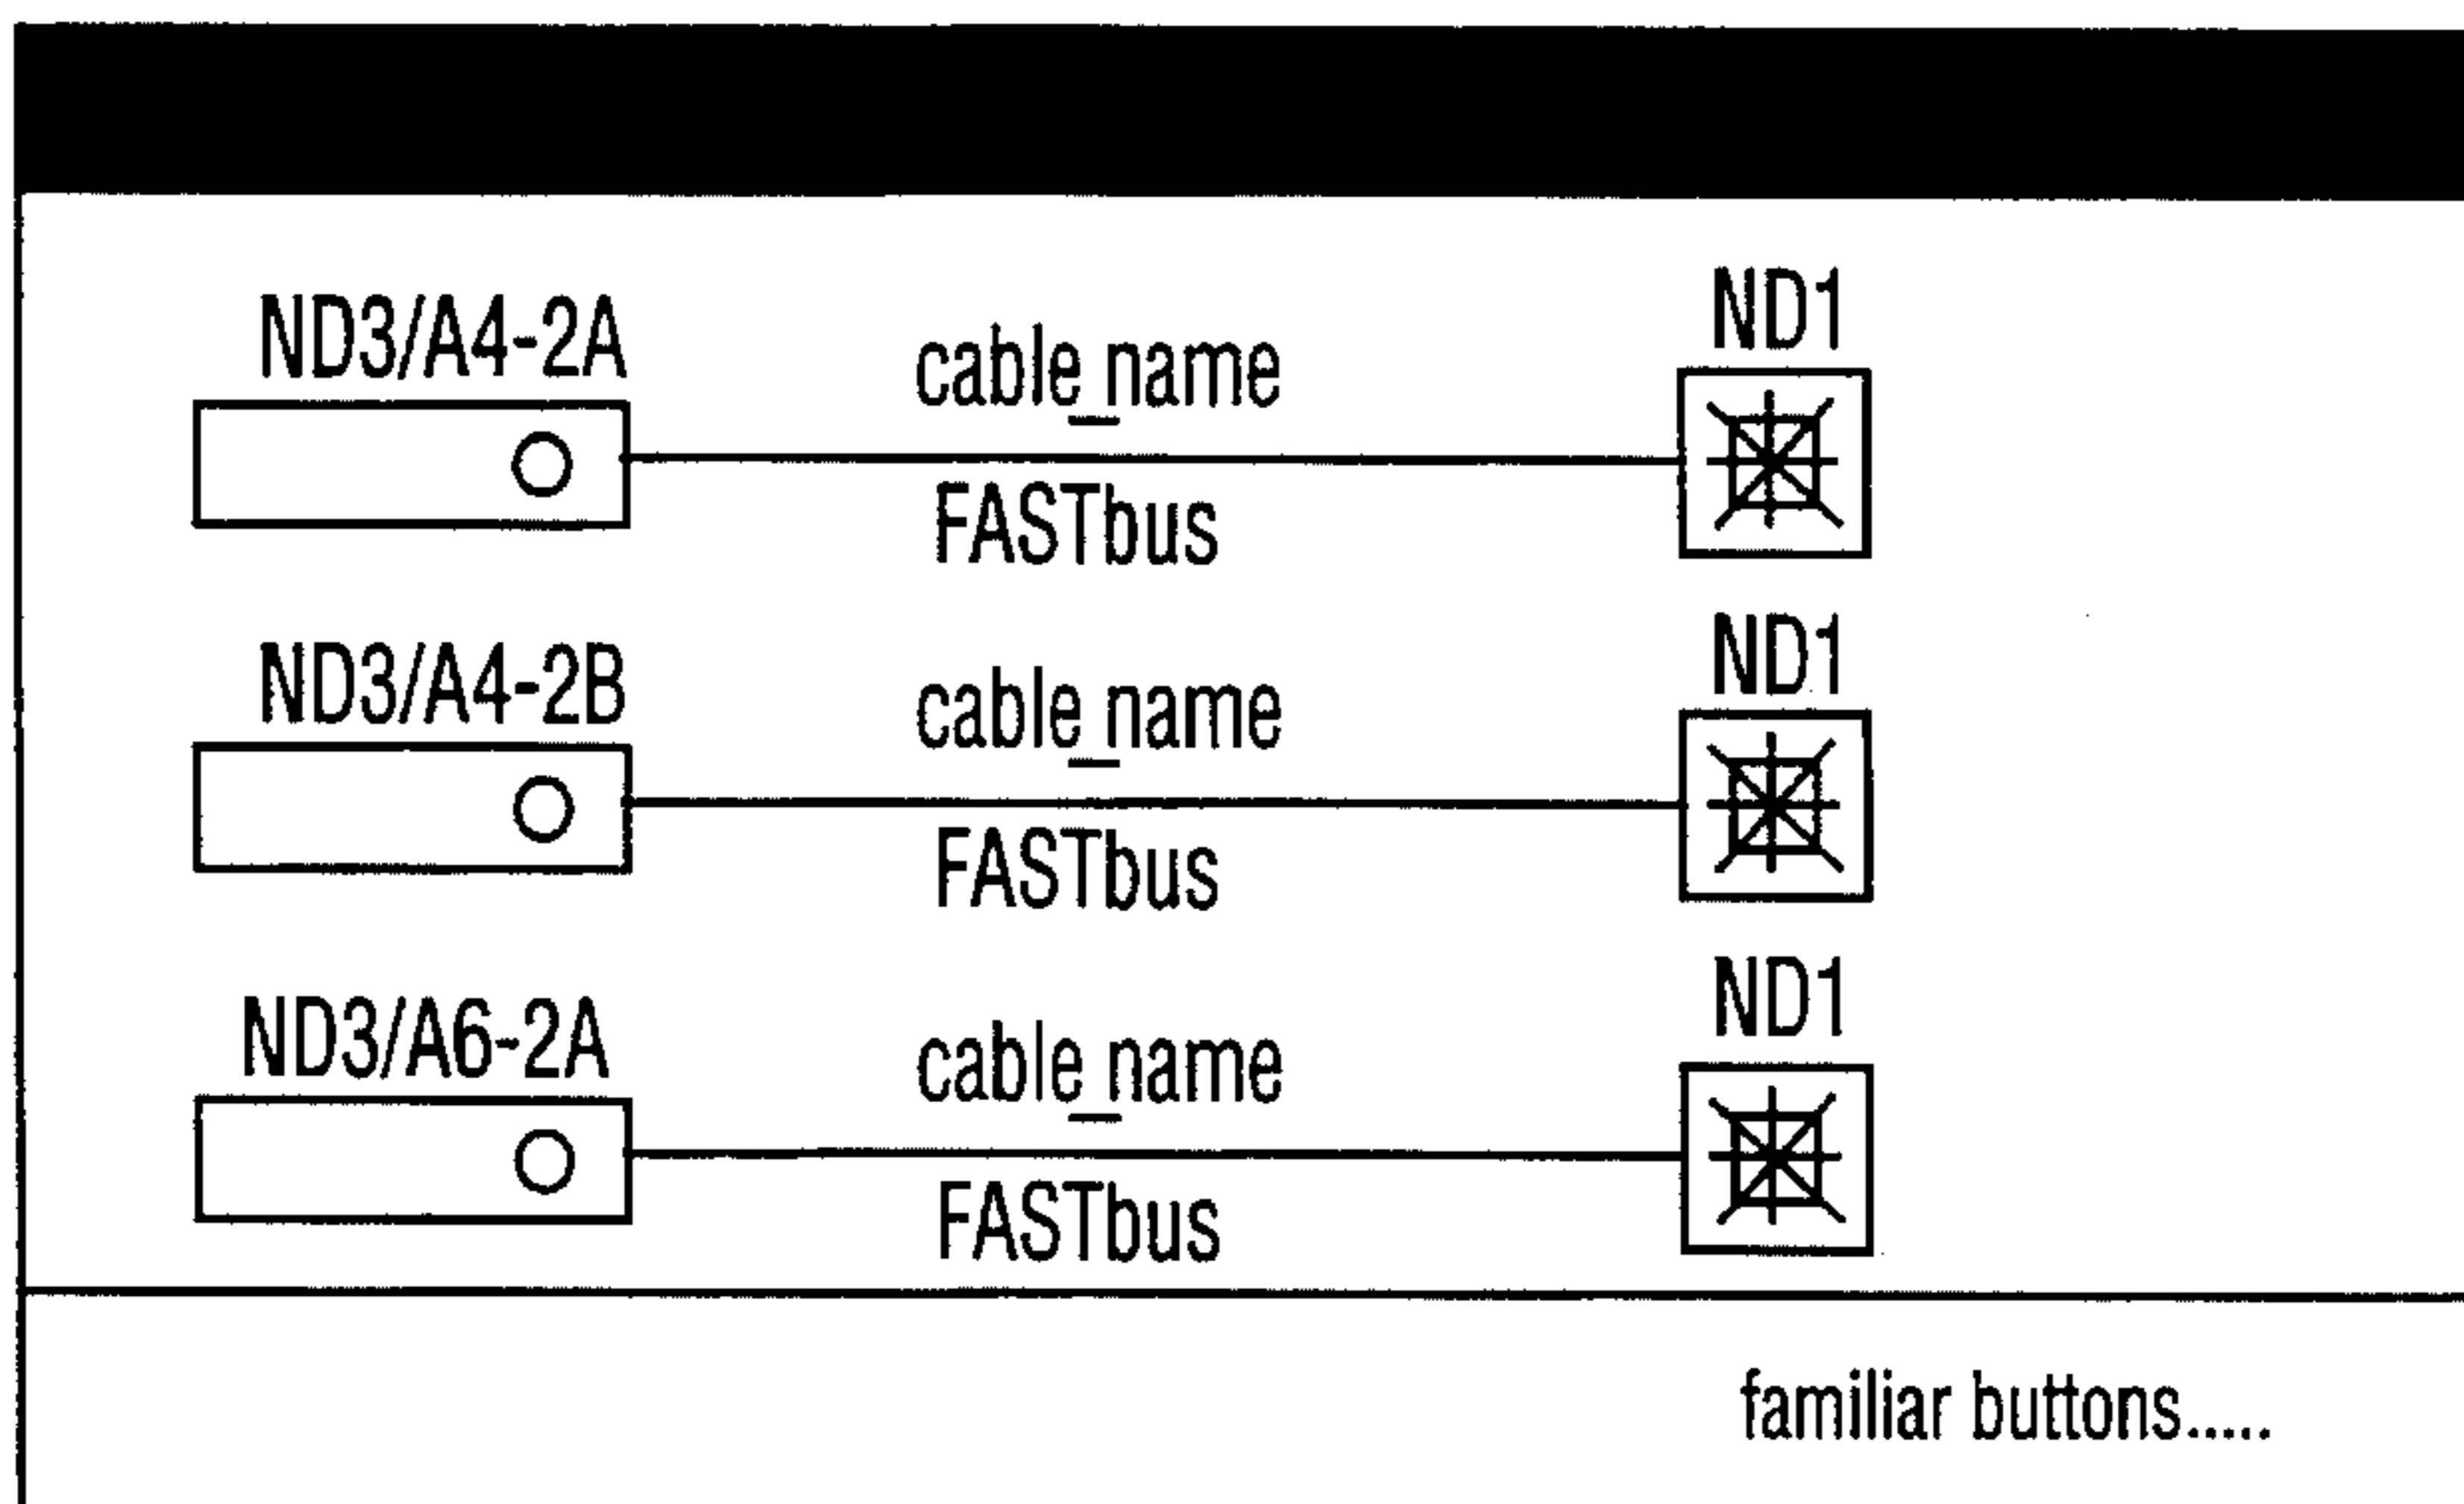 ND3/A4-2A
cable_name
ND1
FASTbus
ND3/A4-2B
cable_name
ND1
FASTbus
ND3/A6-2A
cable_name
ND1
FASTbus
familiar buttons.....